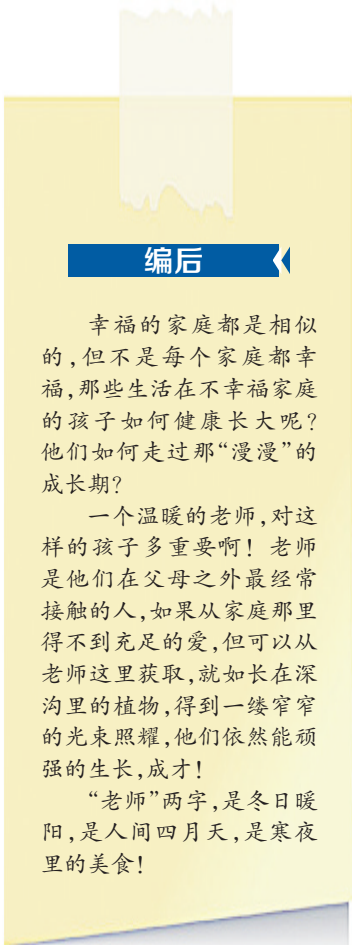 编后
幸福的家庭都是相似
的,但不是每个家庭都幸
福,那些生活在不幸福家庭
的孩子如何健康长大呢?
他们如何走过那“漫漫”的
成长期?
一个温暖的老师,对这
样的孩子多重要啊! 老师
是他们在父母之外最经常
接触的人,如果从家庭那里
得不到充足的爱,但可以从
老师这里获取,就如长在深
沟里的植物,得到一缕窄窄
的光束照耀,他们依然能顽
强的生长,成才!
“老师”两字,是冬日暖
阳,是人间四月天,是寒夜
里的美食!